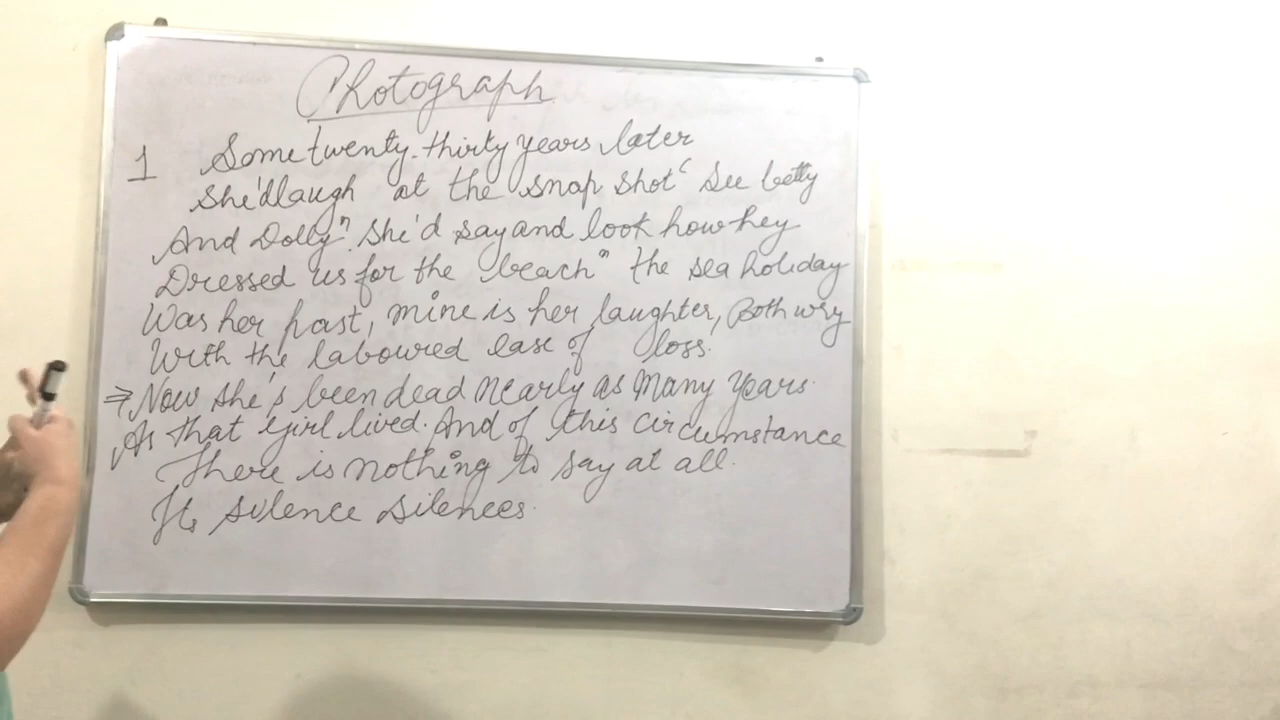 Photograph
1 Some twenty-thirty years later
She'd laugh at the snap shot "See betty
And Dolly" She'd say and look how hey
Dressed us for the beach" the sea holiday
Was her past, mine is her laughter, Both wry
With the laboured ease of loss.
⇒ Now she's been dead nearly as many years.
As that girl lived. And of this circumstance
There is nothing to say at all.
Its silence silences.